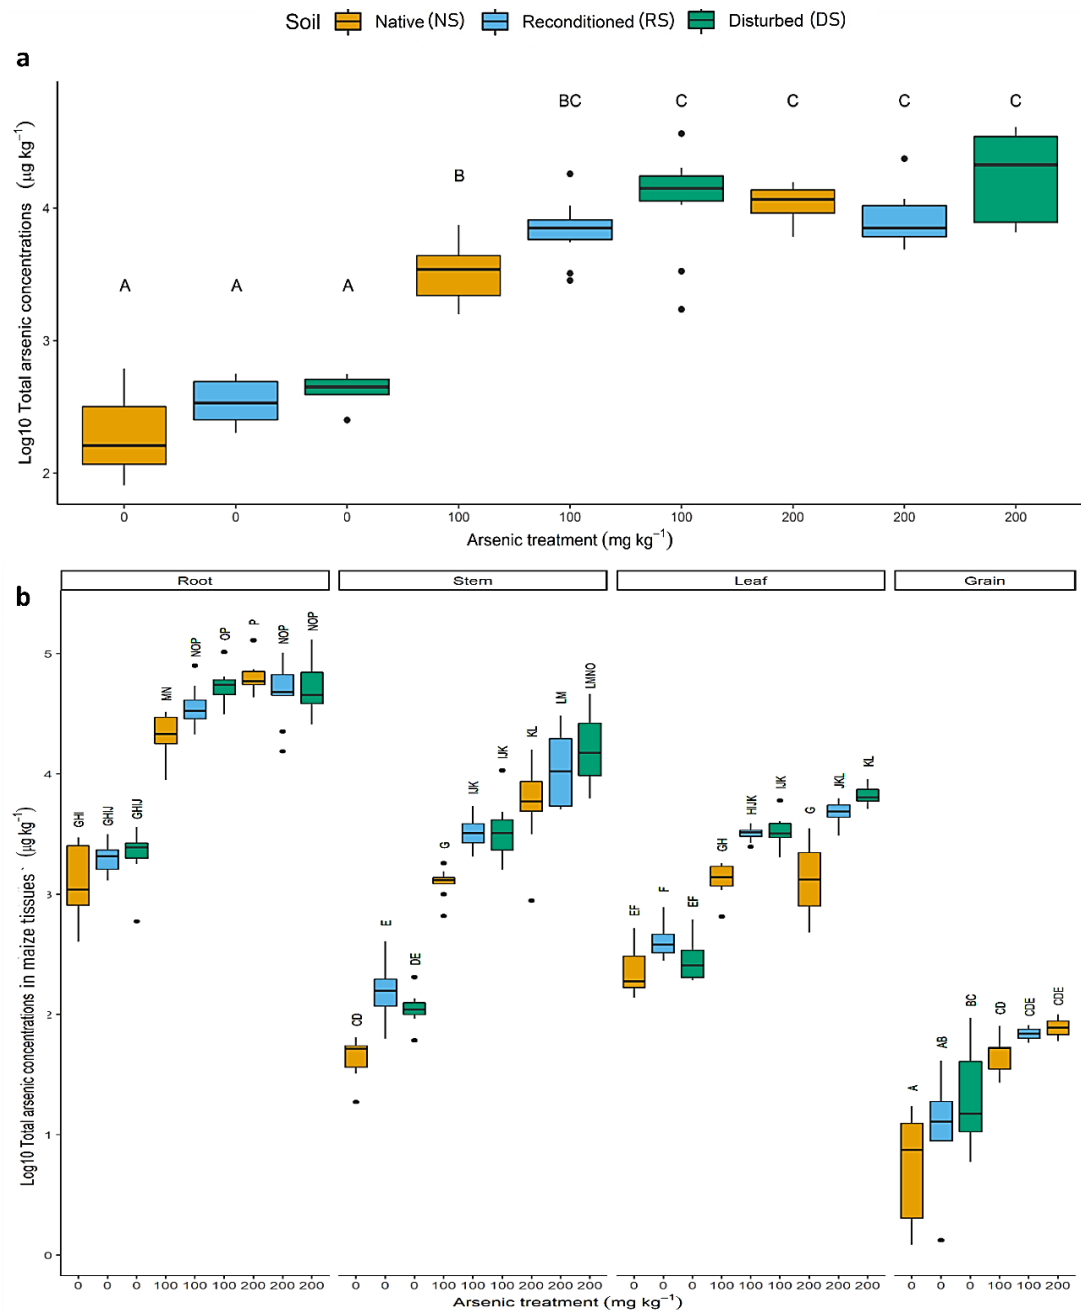 Soil Native (NS) Reconditioned (RS) Disturbed (DS)
a
Log10 Total arsenic concentrations (µg kg⁻¹)
BC C C C C
B
A A A
4
3
2
0 0 0 100 100 100 200 200 200
Arsenic treatment (mg kg⁻¹)
b
Root Stem Leaf Grain
Log10 Total arsenic concentrations in maize tissues` (µg kg⁻¹)
5
4
3
2
1
0
GHI GHIJ GHIJ MN NOP OP P NOP NOP
CD E DE G IJK IJK KL LM LMNO
EF F EF GH HIJK IJK G JKL KL
A AB BC CD CDE CDE
0 0 0 100 100 100 200 200 200 0 0 0 100 100 100 200 200 200 0 0 0 100 100 100 200 200 200 0 0 0 100 100 200
Arsenic treatment (mg kg⁻¹)